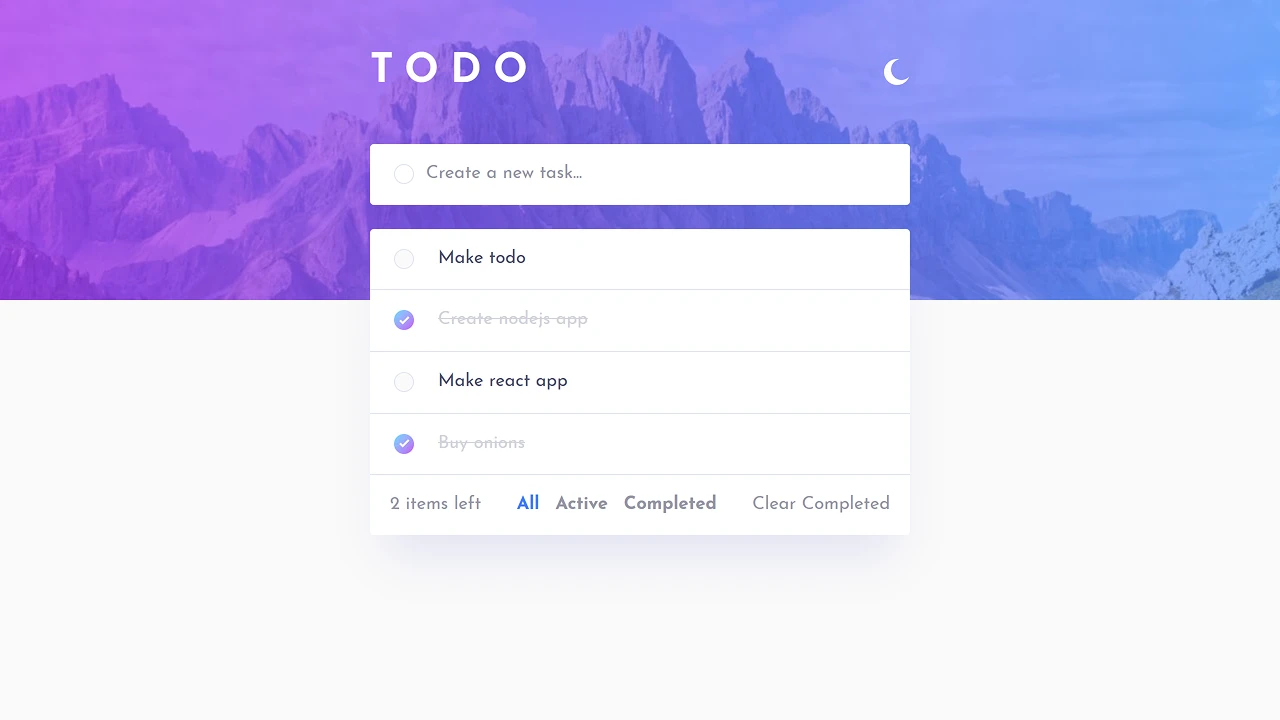 TODO
Create a new task...
Make todo
Create nodejs app
Make react app
Buy onions
2 items left All Active Completed Clear Completed